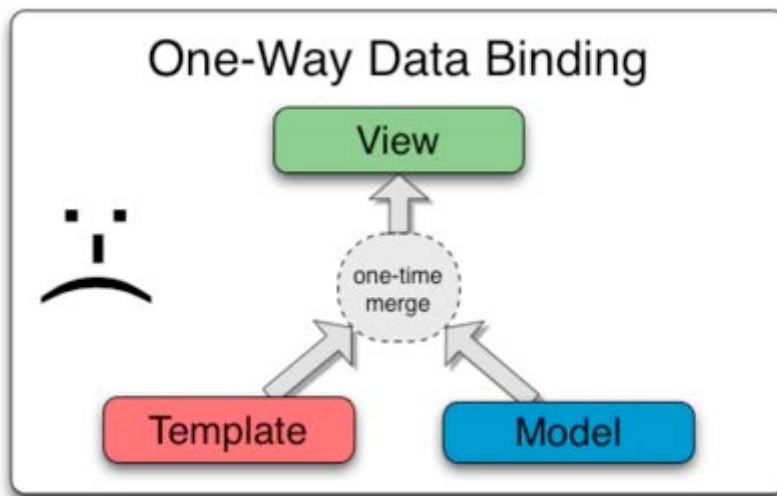 One-Way Data Binding
View
one-time
merge
Template
Model